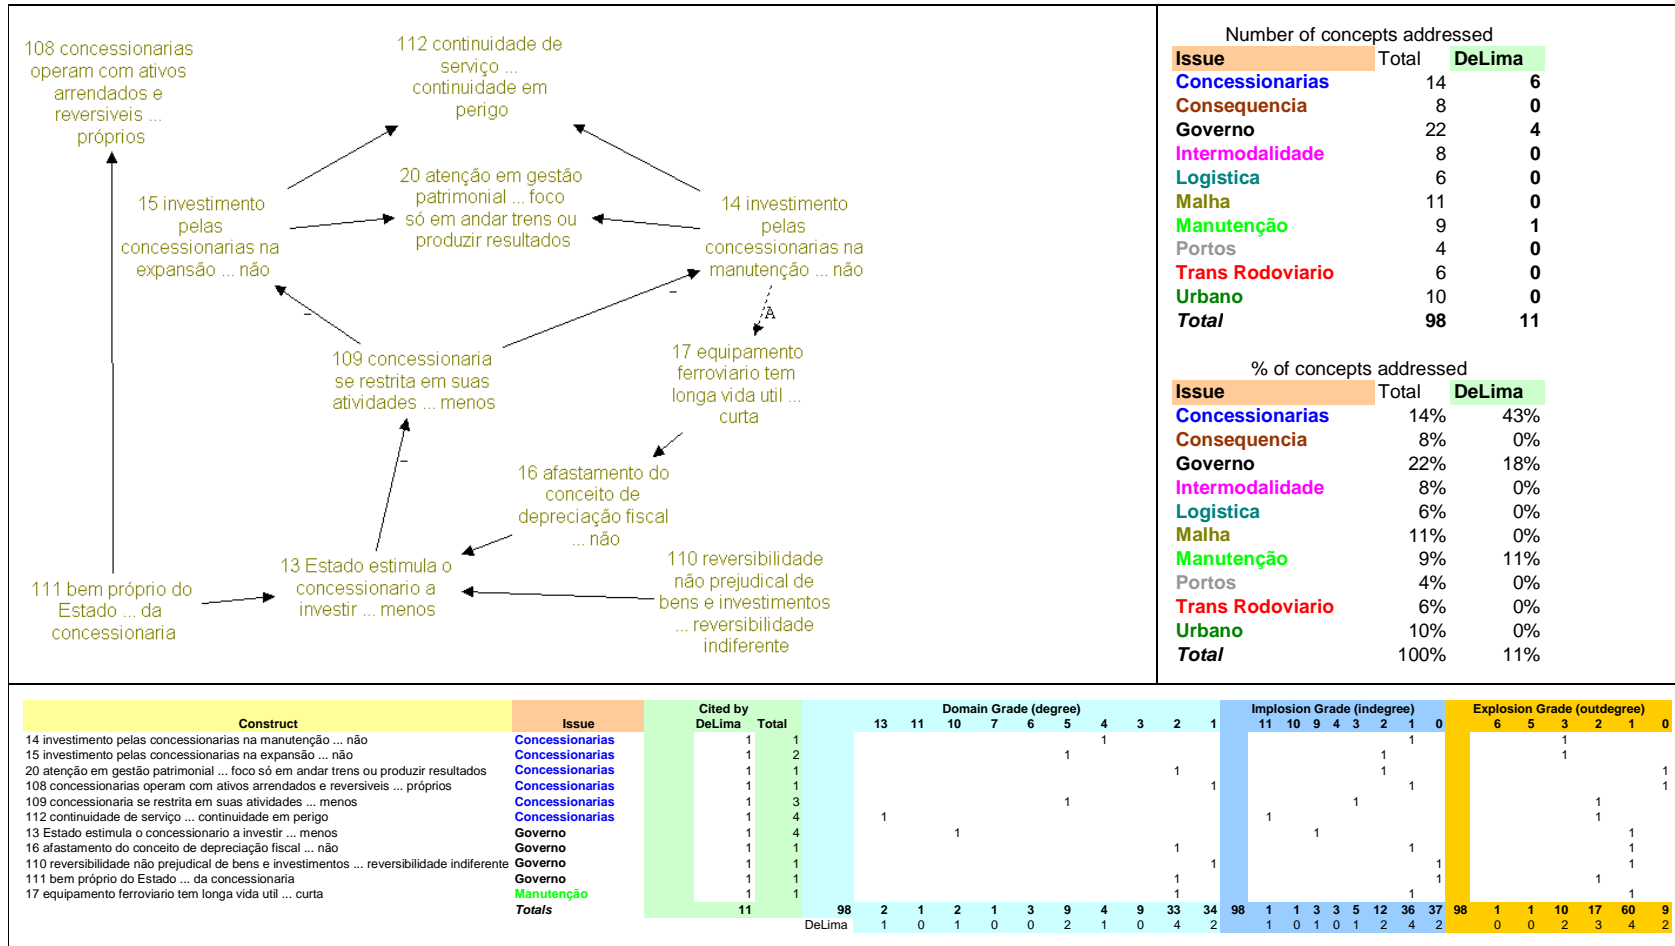 108 concessionarias
operam com ativos
arrendados e
reversiveis ...
próprios
112 continuidade de
serviço ...
continuidade em
perigo
15 investimento
pelas
concessionarias na
expansão ... não
20 atenção em gestão
patrimonial ... foco
só em andar trens ou
produzir resultados
14 investimento
pelas
concessionarias na
manutenção ... não
–
–
A
109 concessionaria
se restrita em suas
atividades ... menos
17 equipamento
ferroviario tem
longa vida util ...
curta
–
16 afastamento do
conceito de
depreciação fiscal
... não
111 bem próprio do
Estado ... da
concessionaria
13 Estado estimula o
concessionario a
investir ... menos
110 reversibilidade
não prejudical de
bens e investimentos
... reversibilidade
indiferente
Number of concepts addressed
Issue Total DeLima
Concessionarias 14 6
Consequencia 8 0
Governo 22 4
Intermodalidade 8 0
Logistica 6 0
Malha 11 0
Manutenção 9 1
Portos 4 0
Trans Rodoviario 6 0
Urbano 10 0
Total 98 11
% of concepts addressed
Issue Total DeLima
Concessionarias 14% 43%
Consequencia 8% 0%
Governo 22% 18%
Intermodalidade 8% 0%
Logistica 6% 0%
Malha 11% 0%
Manutenção 9% 11%
Portos 4% 0%
Trans Rodoviario 6% 0%
Urbano 10% 0%
Total 100% 11%
Cited by Domain Grade (degree) Implosion Grade (indegree) Explosion Grade (outdegree)
Construct Issue DeLima Total 13 11 10 7 6 5 4 3 2 1 11 10 9 4 3 2 1 0 6 5 3 2 1 0
14 investimento pelas concessionarias na manutenção ... não Concessionarias 1 1 1 1 1
15 investimento pelas concessionarias na expansão ... não Concessionarias 1 2 1 1 1
20 atenção em gestão patrimonial ... foco só em andar trens ou produzir resultados Concessionarias 1 1 1 1 1
108 concessionarias operam com ativos arrendados e reversiveis ... próprios Concessionarias 1 1 1 1 1
109 concessionaria se restrita em suas atividades ... menos Concessionarias 1 3 1 1 1
112 continuidade de serviço ... continuidade em perigo Concessionarias 1 4 1 1 1
13 Estado estimula o concessionario a investir ... menos Governo 1 4 1 1 1
16 afastamento do conceito de depreciação fiscal ... não Governo 1 1 1 1 1
110 reversibilidade não prejudical de bens e investimentos ... reversibilidade indiferente Governo 1 1 1 1 1
111 bem próprio do Estado ... da concessionaria Governo 1 1 1 1 1
17 equipamento ferroviario tem longa vida util ... curta Manutenção 1 1 1 1 1
Totals 11 98 2 1 2 1 3 9 4 9 33 34 98 1 1 3 3 5 12 36 37 98 1 1 10 17 60 9
DeLima 1 0 1 0 0 2 1 0 4 2 1 0 1 0 1 2 4 2 0 0 2 3 4 2